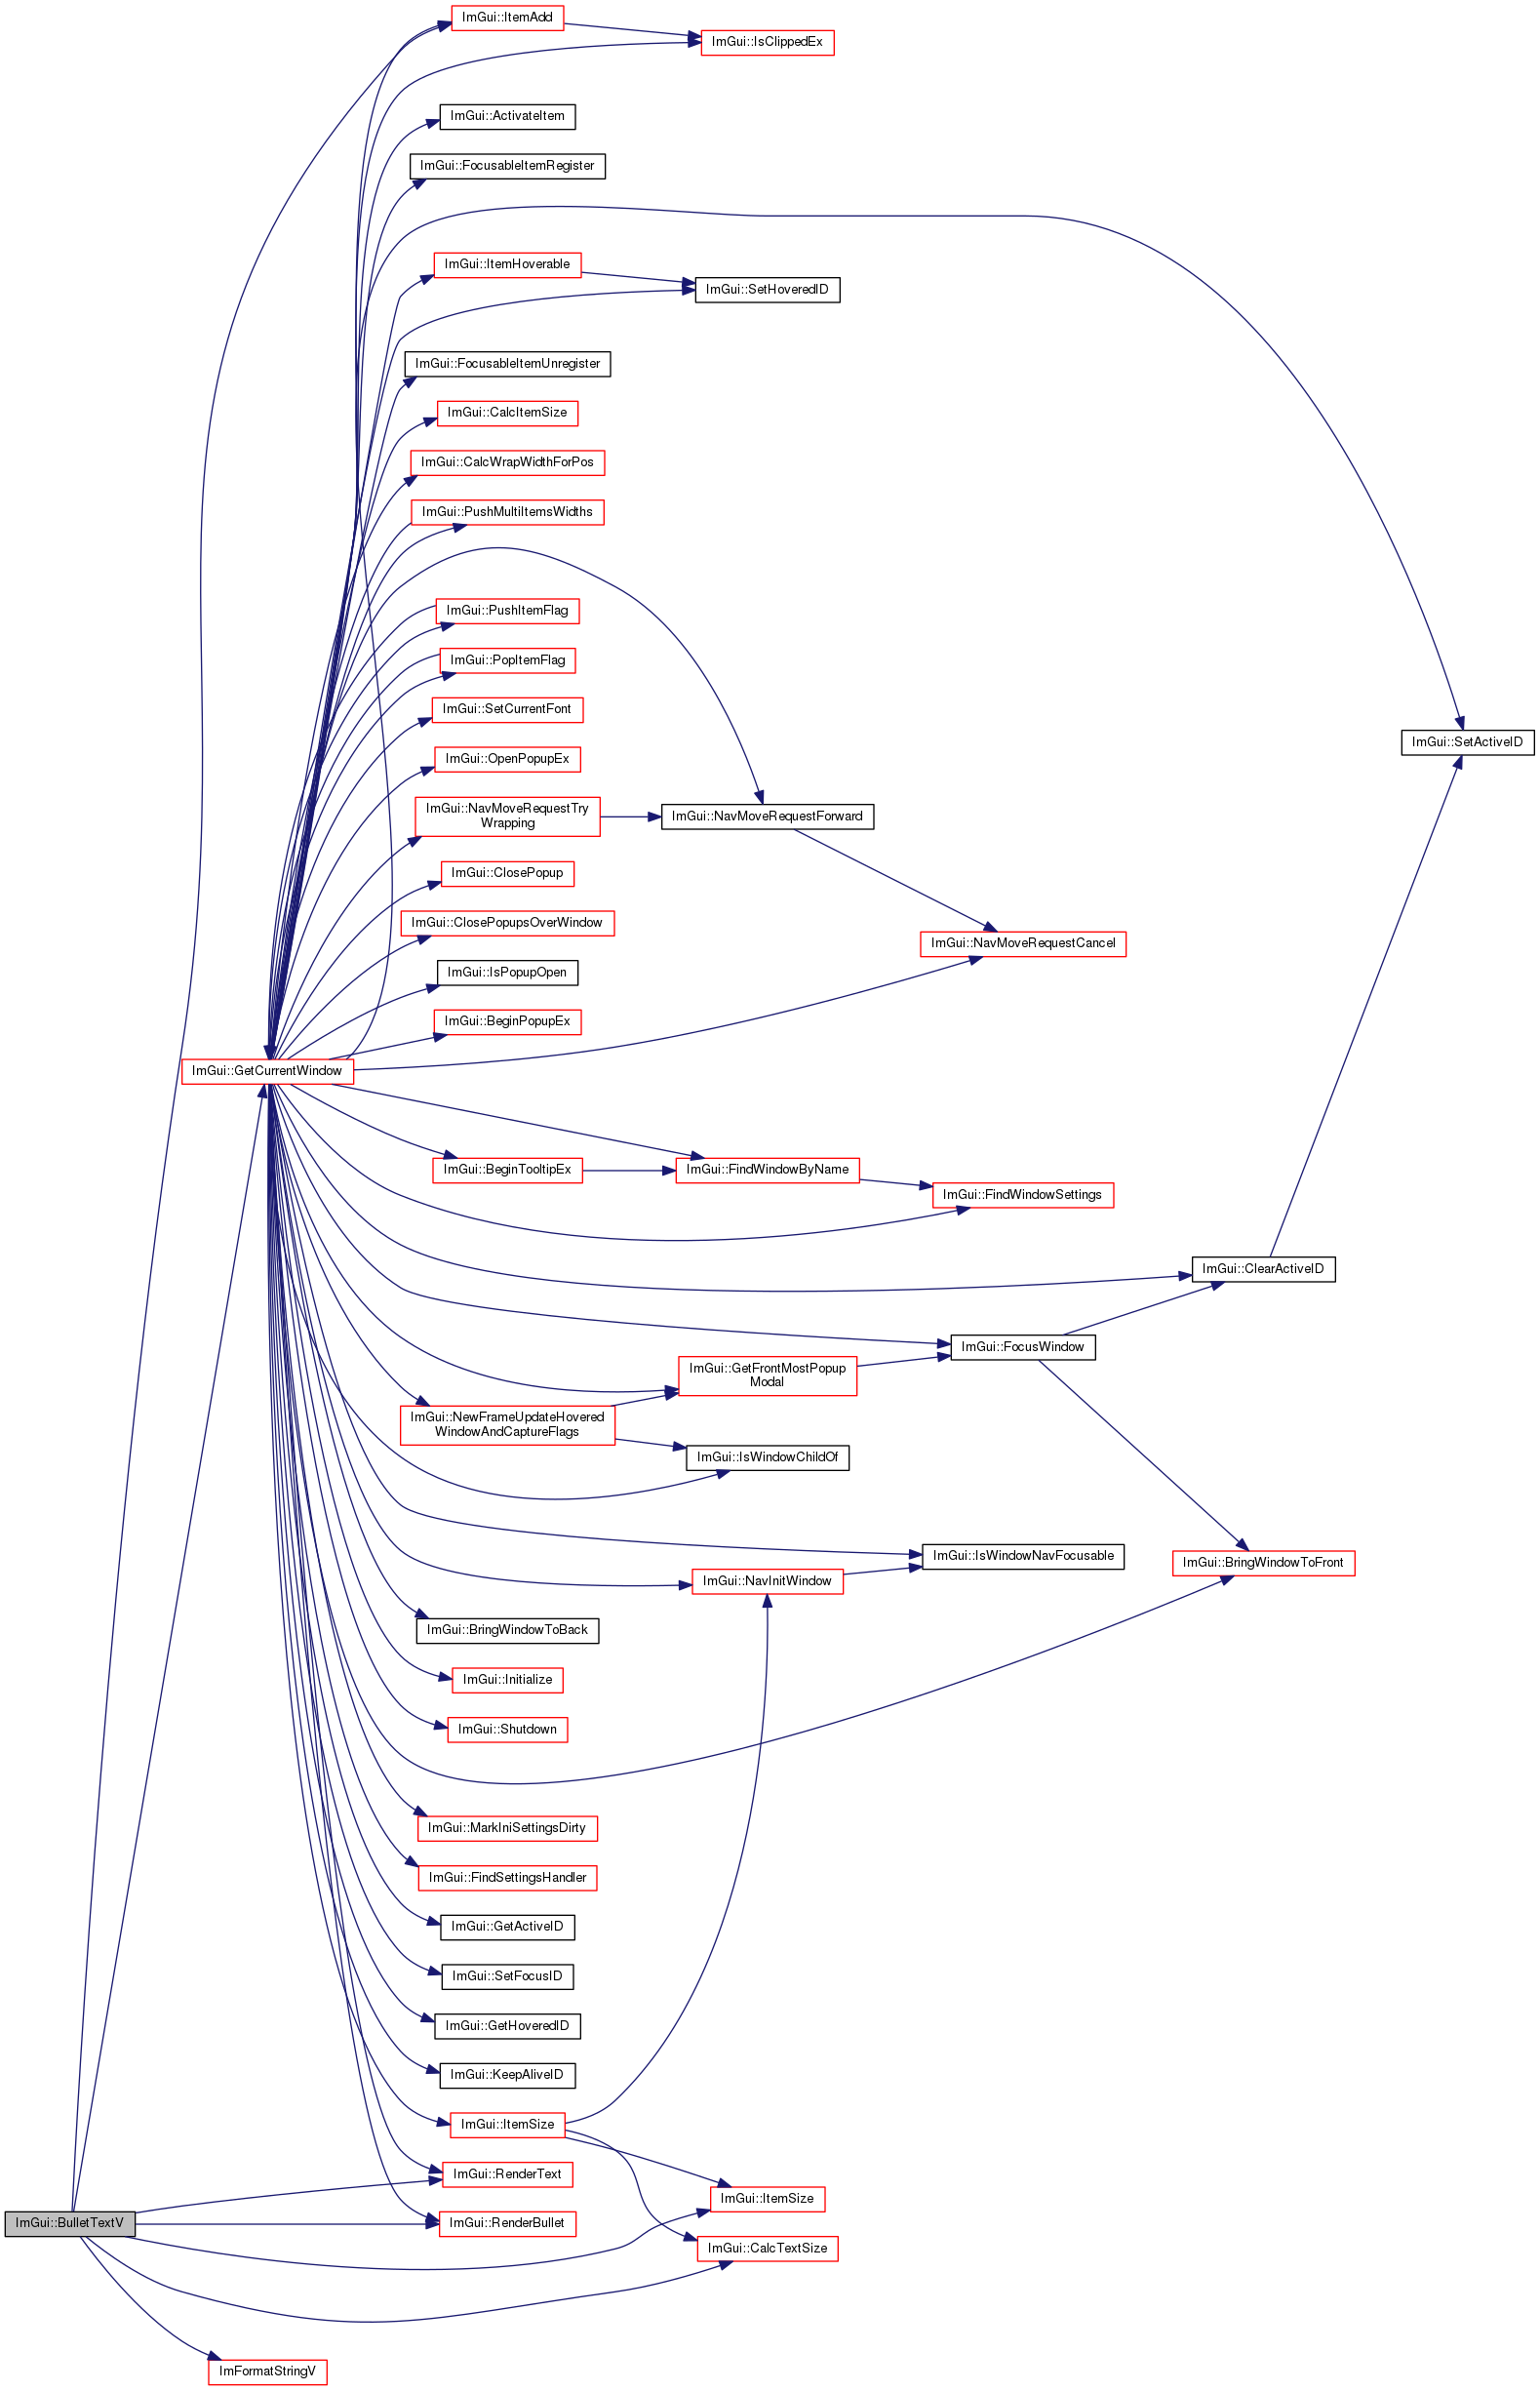 ImGui::ItemAdd
ImGui::IsClippedEx
ImGui::ActivateItem
ImGui::FocusableItemRegister
ImGui::ItemHoverable
ImGui::SetHoveredID
ImGui::FocusableItemUnregister
ImGui::CalcItemSize
ImGui::CalcWrapWidthForPos
ImGui::PushMultiItemsWidths
ImGui::PushItemFlag
ImGui::PopItemFlag
ImGui::SetCurrentFont
ImGui::SetActiveID
ImGui::OpenPopupEx
ImGui::NavMoveRequestTry
Wrapping
ImGui::NavMoveRequestForward
ImGui::ClosePopup
ImGui::ClosePopupsOverWindow
ImGui::NavMoveRequestCancel
ImGui::IsPopupOpen
ImGui::BeginPopupEx
ImGui::GetCurrentWindow
ImGui::BeginTooltipEx
ImGui::FindWindowByName
ImGui::FindWindowSettings
ImGui::ClearActiveID
ImGui::FocusWindow
ImGui::GetFrontMostPopup
Modal
ImGui::NewFrameUpdateHovered
WindowAndCaptureFlags
ImGui::IsWindowChildOf
ImGui::IsWindowNavFocusable
ImGui::BringWindowToFront
ImGui::NavInitWindow
ImGui::BringWindowToBack
ImGui::Initialize
ImGui::Shutdown
ImGui::MarkIniSettingsDirty
ImGui::FindSettingsHandler
ImGui::GetActiveID
ImGui::SetFocusID
ImGui::GetHoveredID
ImGui::KeepAliveID
ImGui::ItemSize
ImGui::RenderText
ImGui::ItemSize
ImGui::BulletTextV
ImGui::RenderBullet
ImGui::CalcTextSize
ImFormatStringV